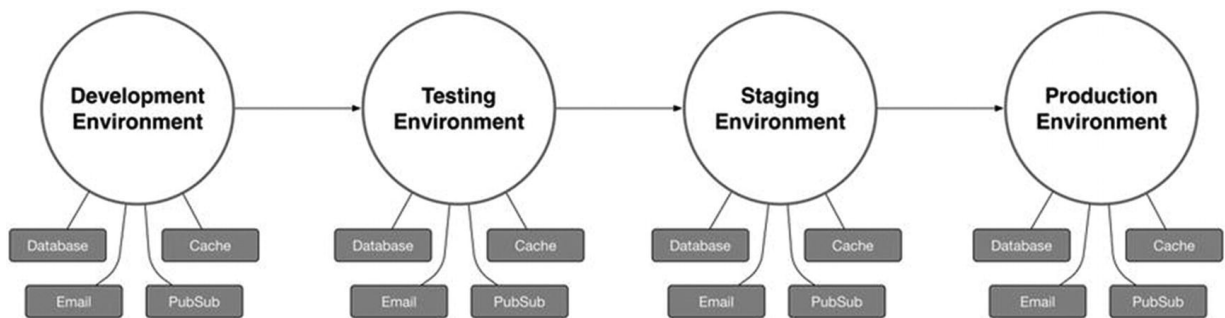 Development
Environment
Testing
Environment
Staging
Environment
Production
Environment
Database
Cache
Email
PubSub
Database
Cache
Email
PubSub
Database
Cache
Email
PubSub
Database
Cache
Email
PubSub